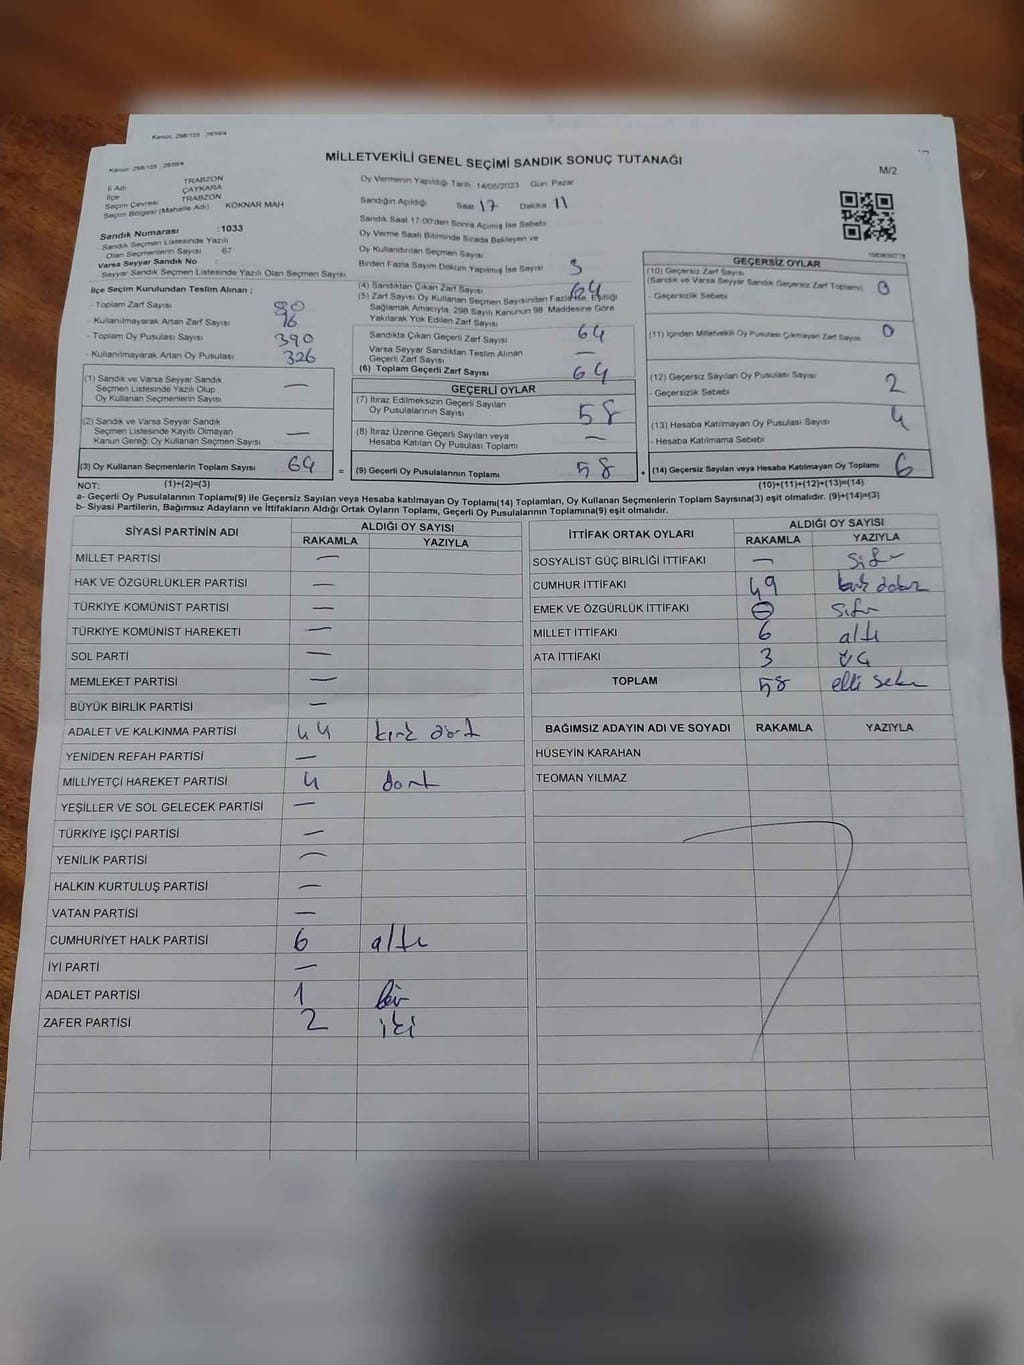 Kanun: 298/105 2839/4
Kanun: 298/105 2839/4
MİLLETVEKİLİ GENEL SEÇİMİ SANDIK SONUÇ TUTANAĞI
M/2
İl Adı TRABZON
İlçe ÇAYKARA
Seçim Çevresi TRABZON
Seçim Bölgesi (Mahalle Adı) KÖKNAR MAH
Sandık Numarası :1033
- Sandık Seçmen Listesinde Yazılı
Olan Seçmenlerin Sayısı 67
Varsa Seyyar Sandık No :
- Seyyar Sandık Seçmen Listesinde Yazılı Olan Seçmen Sayısı
Oy Vermenin Yapıldığı Tarih 14/05/2023 Gün: Pazar
Sandığın Açıldığı Saat 17 Dakika 11
Sandık Saat 17:00'den Sonra Açımış İse Sebebi
Oy Verme Saati Bitiminde Sırada Bekleyen ve
Oy Kullandırılan Seçmen Sayısı
Birden Fazla Sayım Döküm Yapılmış İse Sayısı 3
İlçe Seçim Kurulundan Teslim Alınan ;
- Toplam Zarf Sayısı 80
- Kullanılmayarak Artan Zarf Sayısı 16
- Toplam Oy Pusulası Sayısı 390
- Kullanılmayarak Artan Oy Pusulası 326
(1) Sandık ve Varsa Seyyar Sandık
Seçmen Listesinde Yazılı Olup
Oy Kullanan Seçmenlerin Sayısı —
(2) Sandık ve Varsa Seyyar Sandık
Seçmen Listesinde Kayıtlı Olmayan
Kanun Gereği Oy Kullanan Seçmen Sayısı —
(3) Oy Kullanan Seçmenlerin Toplam Sayısı 64 =
(4) Sandıktan Çıkan Zarf Sayısı 64
(5) Zarf Sayısı Oy Kullanan Seçmen Sayısından Fazla İse, Eşitliği
Sağlamak Amacıyla, 298 Sayılı Kanunun 98. Maddesine Göre
Yakılarak Yok Edilen Zarf Sayısı
Sandıkta Çıkan Geçerli Zarf Sayısı 64
Varsa Seyyar Sandıktan Teslim Alınan
Geçerli Zarf Sayısı —
(6) Toplam Geçerli Zarf Sayısı 64
GEÇERLİ OYLAR
(7) İtiraz Edilmeksizin Geçerli Sayılan
Oy Pusulalarının Sayısı 58
(8) İtiraz Üzerine Geçerli Sayılan veya
Hesaba Katılan Oy Pusulası Toplamı —
(9) Geçerli Oy Pusulalarının Toplamı 58 +
GEÇERSİZ OYLAR
(10) Geçersiz Zarf Sayısı
(Sandık ve Varsa Seyyar Sandık Geçersiz Zarf Toplamı) 0
- Geçersizlik Sebebi
(11) İçinden Milletvekili Oy Pusulası Çıkmayan Zarf Sayısı 0
(12) Geçersiz Sayılan Oy Pusulası Sayısı 2
- Geçersizlik Sebebi
(13) Hesaba Katılmayan Oy Pusulası Sayısı 4
- Hesaba Katılmama Sebebi
(14) Geçersiz Sayılan veya Hesaba Katılmayan Oy Toplamı 6
NOT: (1)+(2)=(3) (10)+(11)+(12)+(13)=(14)
a- Geçerli Oy Pusulalarının Toplamı(9) ile Geçersiz Sayılan veya Hesaba katılmayan Oy Toplamı(14) Toplamları, Oy Kullanan Seçmenlerin Toplam Sayısına(3) eşit olmalıdır. (9)+(14)=(3)
b- Siyasi Partilerin, Bağımsız Adayların ve İttifakların Aldığı Ortak Oyların Toplamı, Geçerli Oy Pusulalarının Toplamına(9) eşit olmalıdır.
SİYASİ PARTİNİN ADI ALDIĞI OY SAYISI
RAKAMLA YAZIYLA
MİLLET PARTİSİ —
HAK VE ÖZGÜRLÜKLER PARTİSİ —
TÜRKİYE KOMÜNİST PARTİSİ —
TÜRKİYE KOMÜNİST HAREKETİ —
SOL PARTİ —
MEMLEKET PARTİSİ —
BÜYÜK BİRLİK PARTİSİ —
ADALET VE KALKINMA PARTİSİ 44 kırk dört
YENİDEN REFAH PARTİSİ —
MİLLİYETÇİ HAREKET PARTİSİ 4 dört
YEŞİLLER VE SOL GELECEK PARTİSİ —
TÜRKİYE İŞÇİ PARTİSİ —
YENİLİK PARTİSİ —
HALKIN KURTULUŞ PARTİSİ —
VATAN PARTİSİ —
CUMHURİYET HALK PARTİSİ 6 altı
İYİ PARTİ —
ADALET PARTİSİ 1 bir
ZAFER PARTİSİ 2 iki
İTTİFAK ORTAK OYLARI ALDIĞI OY SAYISI
RAKAMLA YAZIYLA
SOSYALİST GÜÇ BİRLİĞİ İTTİFAKI — sıfır
CUMHUR İTTİFAKI 49 kırk dokuz
EMEK VE ÖZGÜRLÜK İTTİFAKI 0 sıfır
MİLLET İTTİFAKI 6 altı
ATA İTTİFAKI 3 üç
TOPLAM 58 elli sekiz
BAĞIMSIZ ADAYIN ADI VE SOYADI RAKAMLA YAZIYLA
HÜSEYİN KARAHAN
TEOMAN YILMAZ